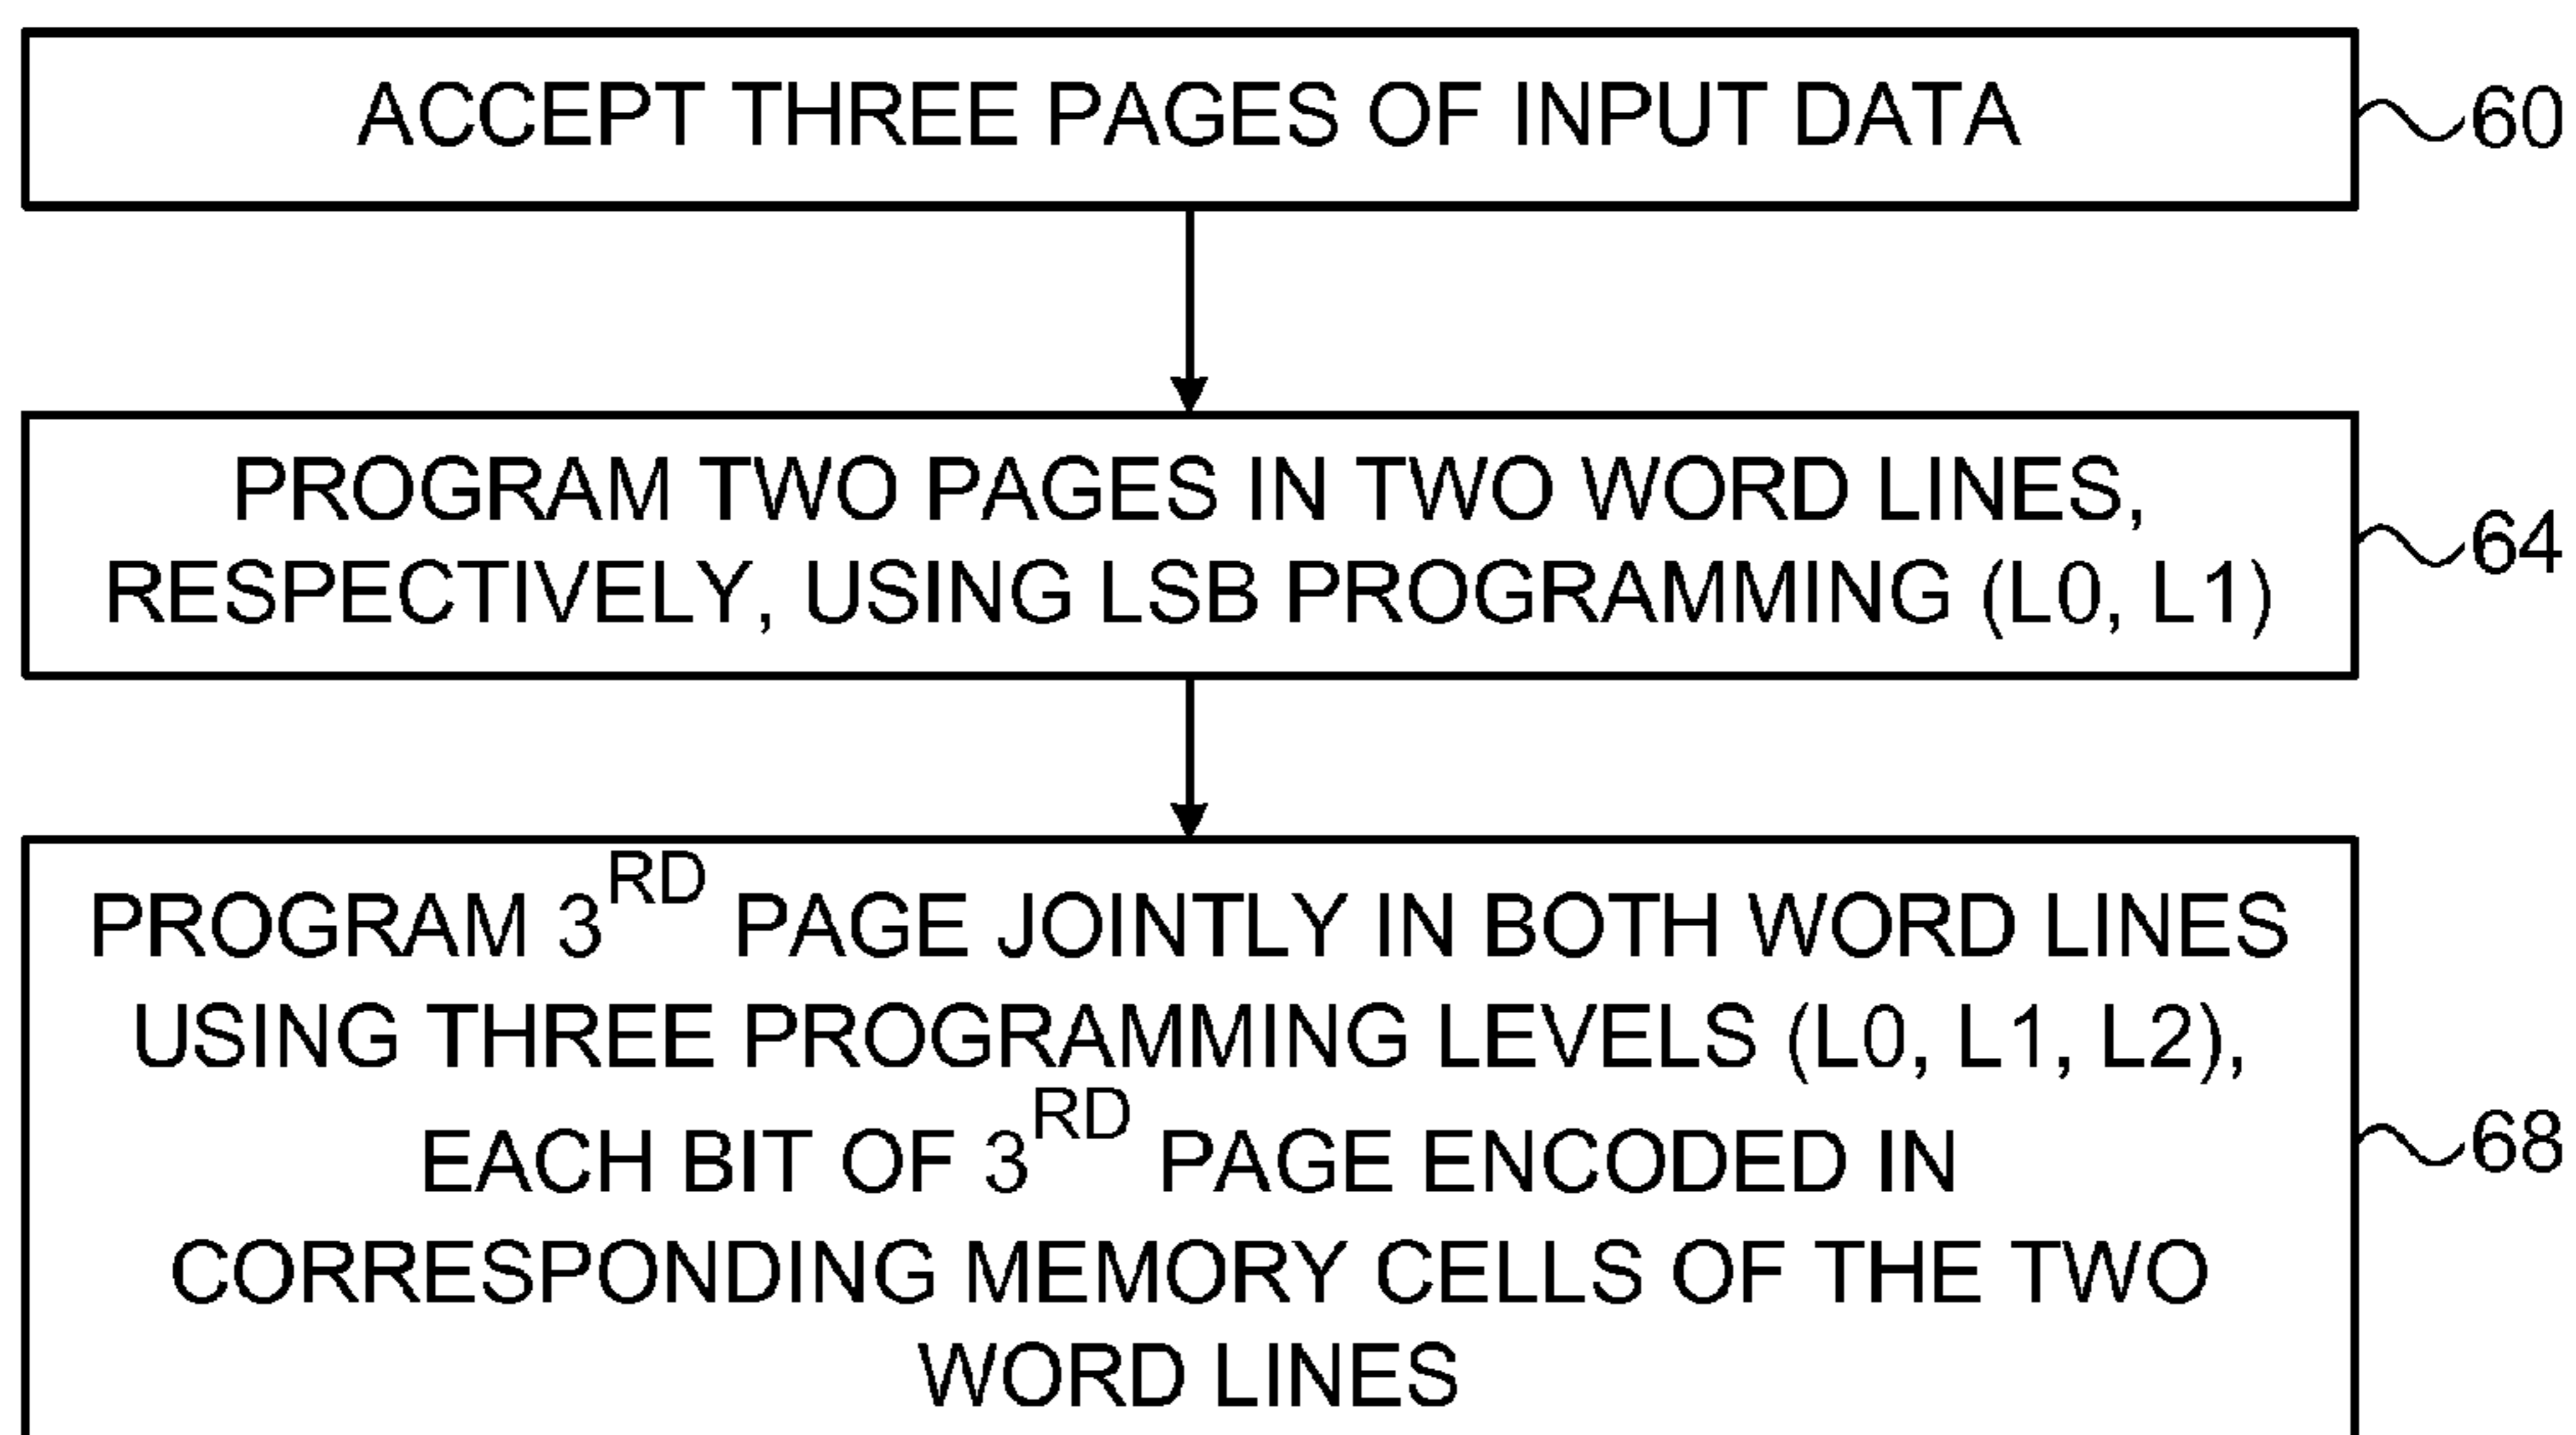 ACCEPT THREE PAGES OF INPUT DATA
60
PROGRAM TWO PAGES IN TWO WORD LINES,
RESPECTIVELY, USING LSB PROGRAMMING (L0, L1)
64
PROGRAM 3RD PAGE JOINTLY IN BOTH WORD LINES
USING THREE PROGRAMMING LEVELS (L0, L1, L2),
EACH BIT OF 3RD PAGE ENCODED IN
CORRESPONDING MEMORY CELLS OF THE TWO
WORD LINES
68